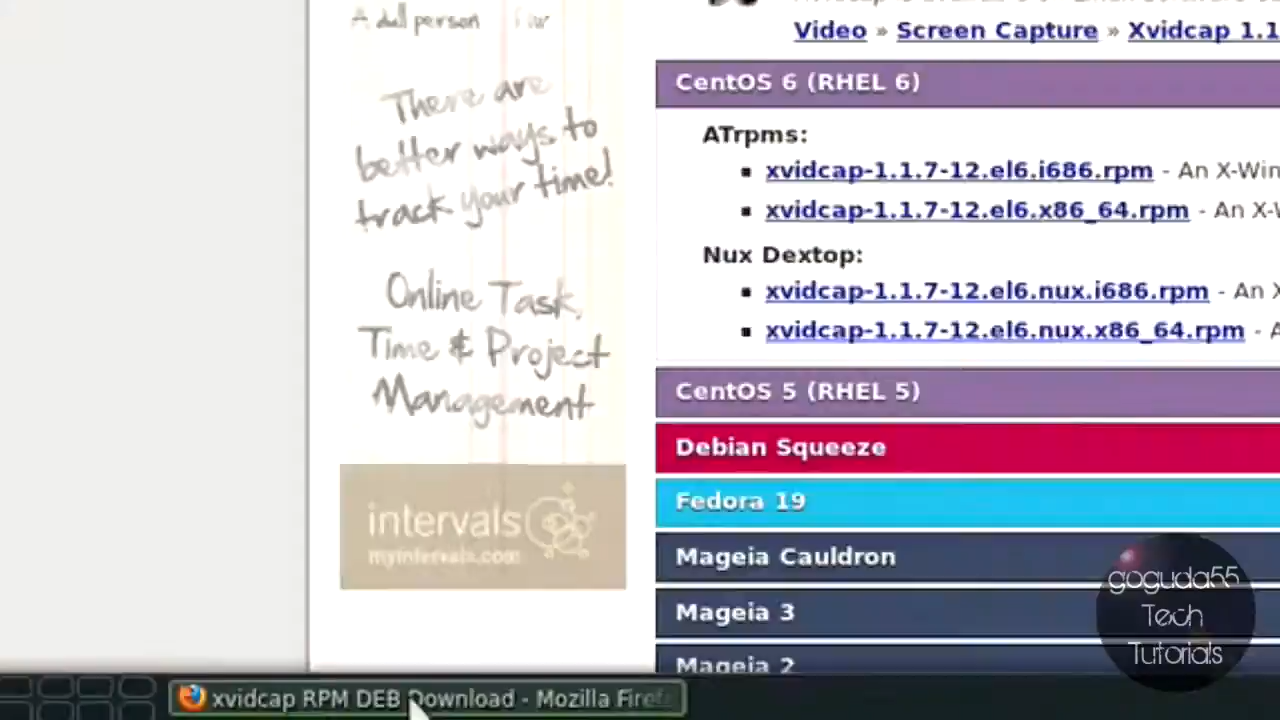 A dull person
There are
better ways to
track your time!
Online Task,
Time & Project
Management
intervals
myintervals.com
Video » Screen Capture » Xvidcap 1.1
CentOS 6 (RHEL 6)
ATrpms:
xvidcap-1.1.7-12.el6.i686.rpm - An X-Win
xvidcap-1.1.7-12.el6.x86_64.rpm - An X-W
Nux Dextop:
xvidcap-1.1.7-12.el6.nux.i686.rpm - An X
xvidcap-1.1.7-12.el6.nux.x86_64.rpm - A
CentOS 5 (RHEL 5)
Debian Squeeze
Fedora 19
Mageia Cauldron
Mageia 3
Mageia 2
goguda55
Tech
Tutorials
xvidcap RPM DEB Download - Mozilla Firef